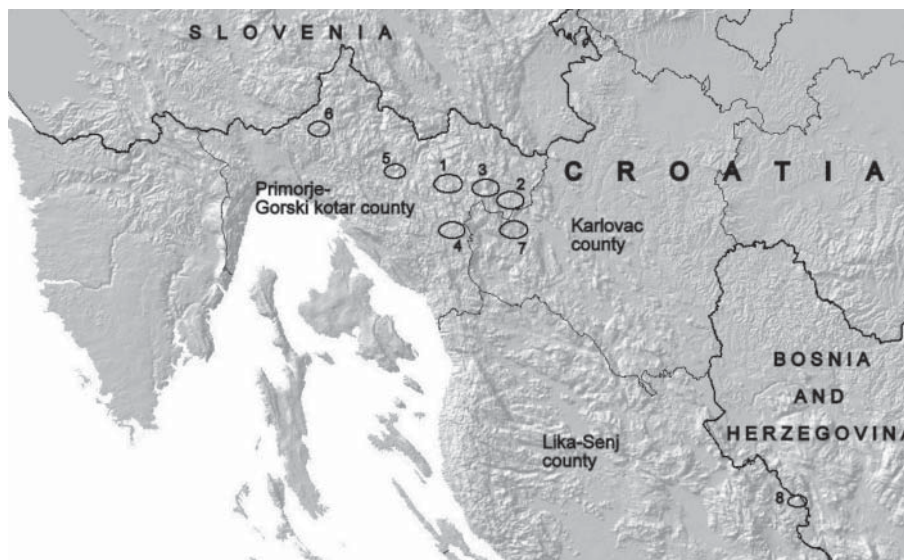 SLOVENIA
6
5
1
3
2
CROATIA
Primorje-
Gorski kotar county
Karlovac
county
4
7
BOSNIA
AND
HERZEGOVINA
Lika-Senj
county
8